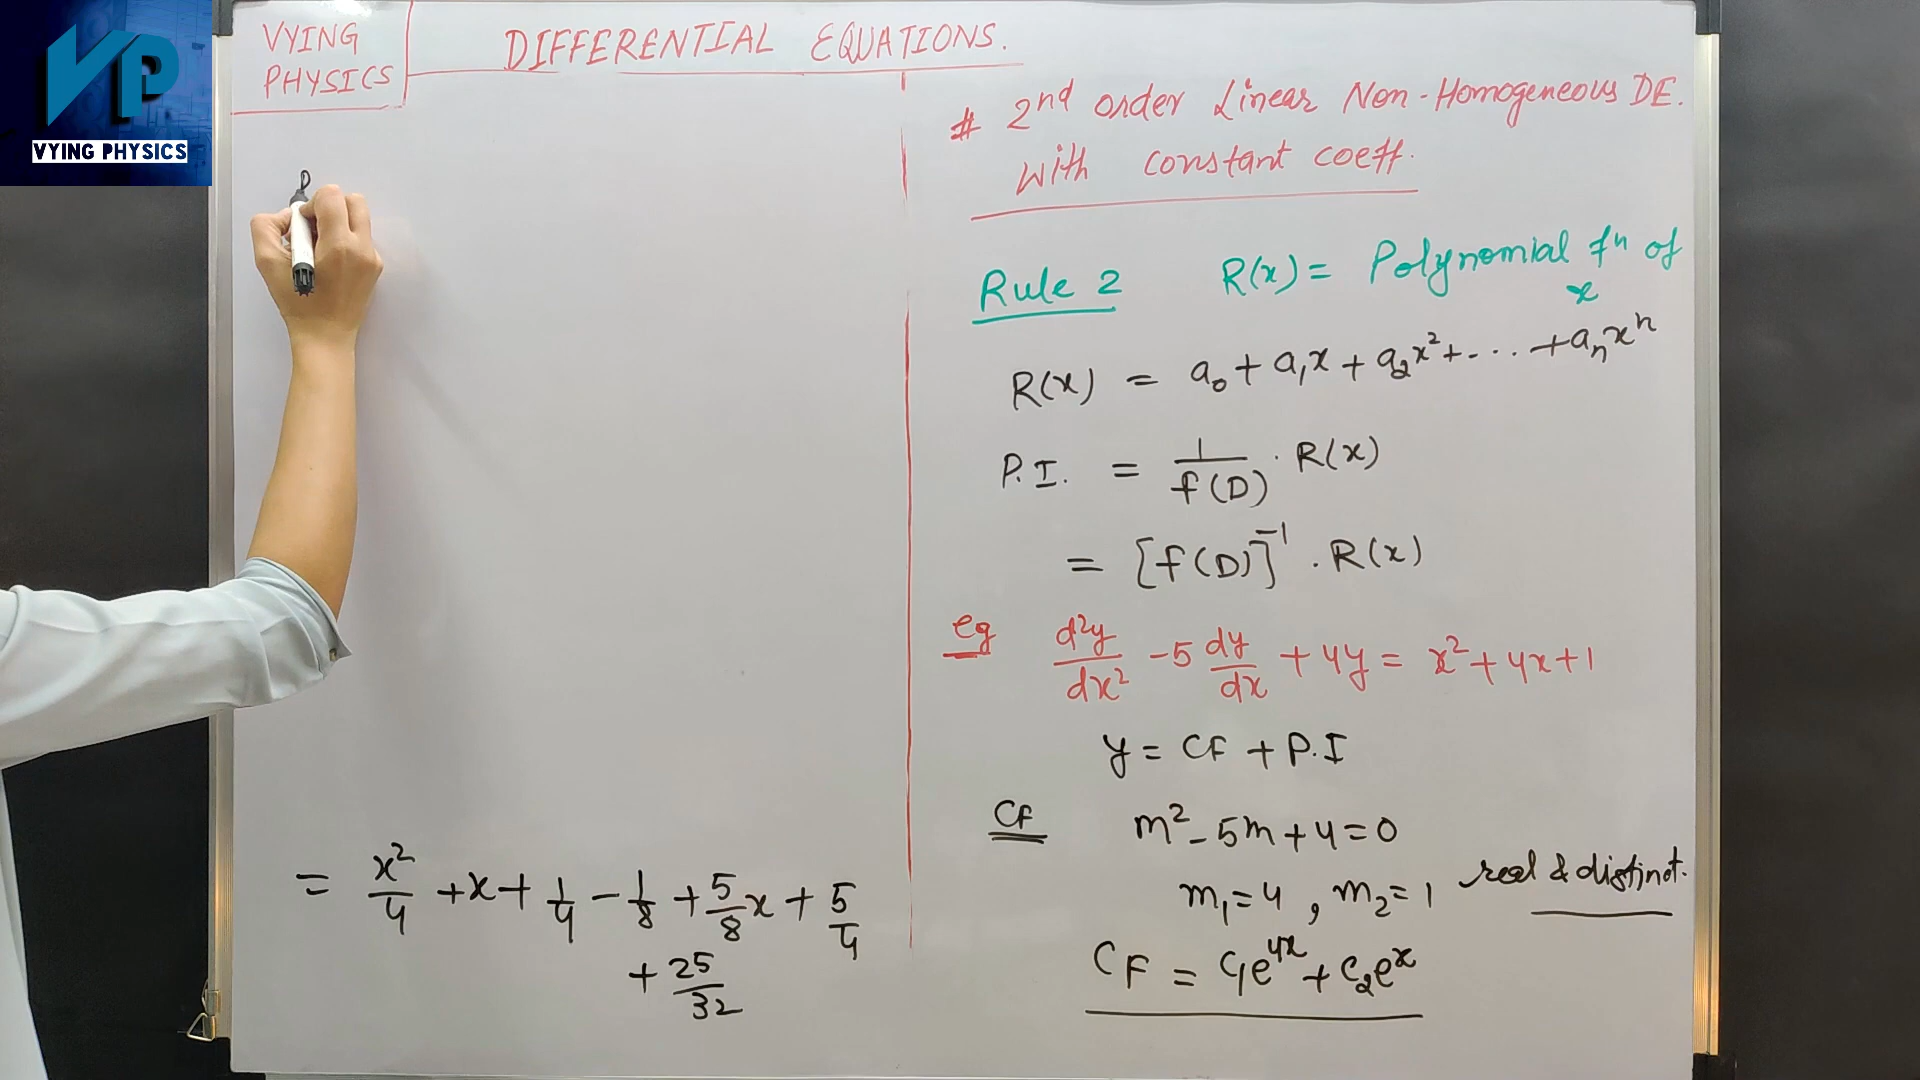 VP
VYING PHYSICS
VYING
PHYSICS
DIFFERENTIAL EQUATIONS.
P
= x²/4 + x + 1/4 - 1/8 + 5/8 x + 5/4
+ 25/32
# 2nd order Linear Non-Homogeneous DE.
with constant coeff.
Rule 2 R(x) = Polynomial fⁿ of
x
R(x) = a₀ + a₁x + a₂x² + ... + aₙxⁿ
P.I. = 1/f(D) · R(x)
= [f(D)]⁻¹ · R(x)
eg d²y/dx² - 5 dy/dx + 4y = x² + 4x + 1
y = CF + P.I
CF m² - 5m + 4 = 0
m₁ = 4 , m₂ = 1 real & distinct.
CF = C₁e⁴ˣ + C₂eˣ